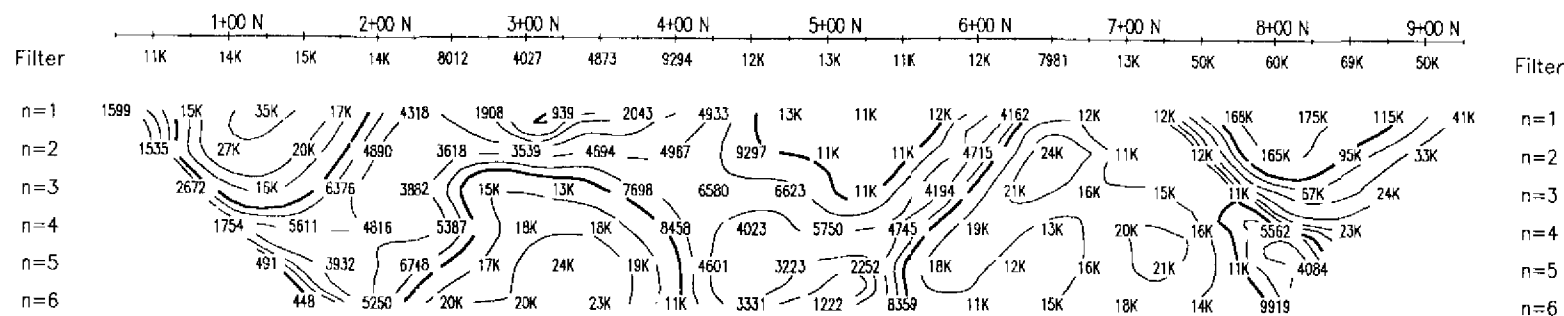 1+00 N 2+00 N 3+00 N 4+00 N 5+00 N 6+00 N 7+00 N 8+00 N 9+00 N
Filter 11K 14K 15K 14K 8012 4027 4873 9294 12K 13K 11K 12K 7981 13K 50K 60K 69K 50K Filter
n=1 1599 15K 35K 17K 4318 1908 939 2043 4933 13K 11K 12K 4162 12K 12K 168K 175K 115K 41K n=1
n=2 1535 27K 20K 4890 3618 3539 4694 4967 9297 11K 11K 4715 24K 11K 12K 165K 95K 33K n=2
n=3 2672 16K 6376 3882 15K 13K 7698 6580 6623 11K 4194 21K 16K 15K 11K 67K 24K n=3
n=4 1754 5611 4816 5387 18K 18K 8458 4023 5750 4745 19K 13K 20K 16K 5562 23K n=4
n=5 491 3932 6748 17K 24K 19K 4601 3223 2252 18K 12K 16K 21K 11K 4084 n=5
n=6 448 5250 20K 20K 23K 11K 3331 1222 8359 11K 15K 18K 14K 9919 n=6